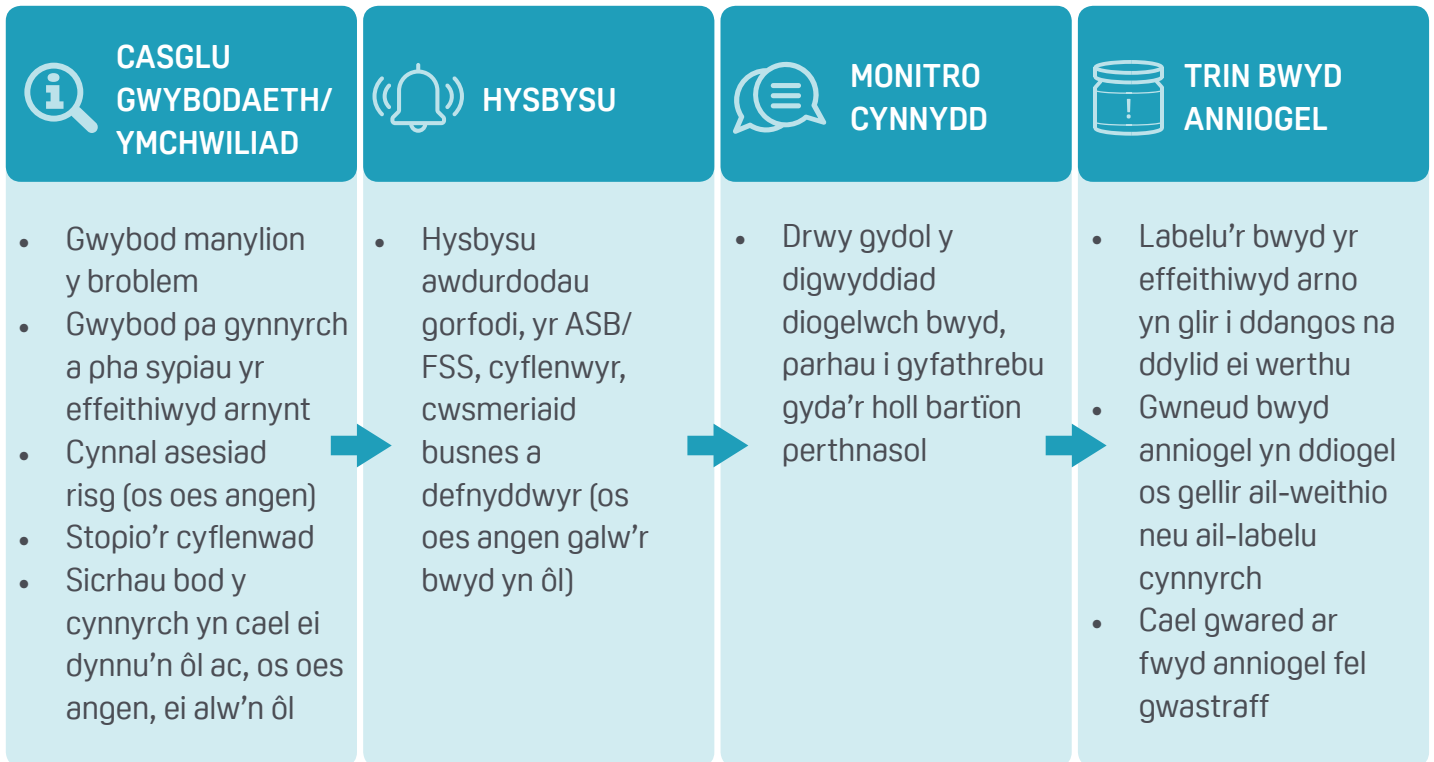 CASGLU
GWYBODAETH/
YMCHWILIAD
• Gwybod manylion
y broblem
• Gwybod pa gynnyrch
a pha sypiau yr
effeithiwyd arnynt
• Cynnal asesiad
risg (os oes angen)
• Stopio’r cyflenwad
• Sicrhau bod y
cynnyrch yn cael ei
dynnu’n ôl ac, os oes
angen, ei alw’n ôl
HYSBYSU
• Hysbysu
awdurdodau
gorfodi, yr ASB/
FSS, cyflenwyr,
cwsmeriaid
busnes a
defnyddwyr (os
oes angen galw’r
bwyd yn ôl)
MONITRO
CYNNYDD
• Drwy gydol y
digwyddiad
diogelwch bwyd,
parhau i gyfathrebu
gyda’r holl bartïon
perthnasol
!
TRIN BWYD
ANNIOGEL
• Labelu’r bwyd yr
effeithiwyd arno
yn glir i ddangos na
ddylid ei werthu
• Gwneud bwyd
anniogel yn ddiogel
os gellir ail-weithio
neu ail-labelu
cynnyrch
• Cael gwared ar
fwyd anniogel fel
gwastraff